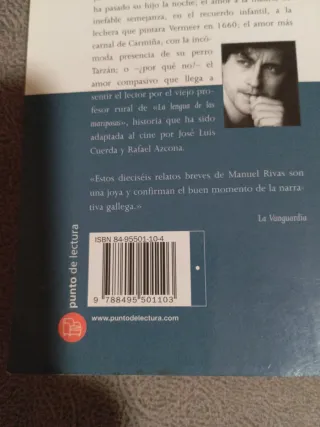 ha pasado su hijo la noche; el amor a la madre, de
inefable semejanza, en el recuerdo infantil, a la
lechera que pintara Vermeer en 1660; el amor más
carnal de Carmiña, con la incó-
moda presencia de su perro
Tarzán; o –¿por qué no?– el
amor compasivo que llega a
sentir el lector por el viejo pro-
fesor rural de «La lengua de las
mariposas», historia que ha sido
adaptada al cine por José Luis
Cuerda y Rafael Azcona.
«Estos dieciséis relatos breves de Manuel Rivas son
una joya y confirman el buen momento de la narra-
tiva gallega.»
La Vanguardia
ISBN 84-95501-10-4
9 788495 501103
www.puntodelectura.com
punto de lectura